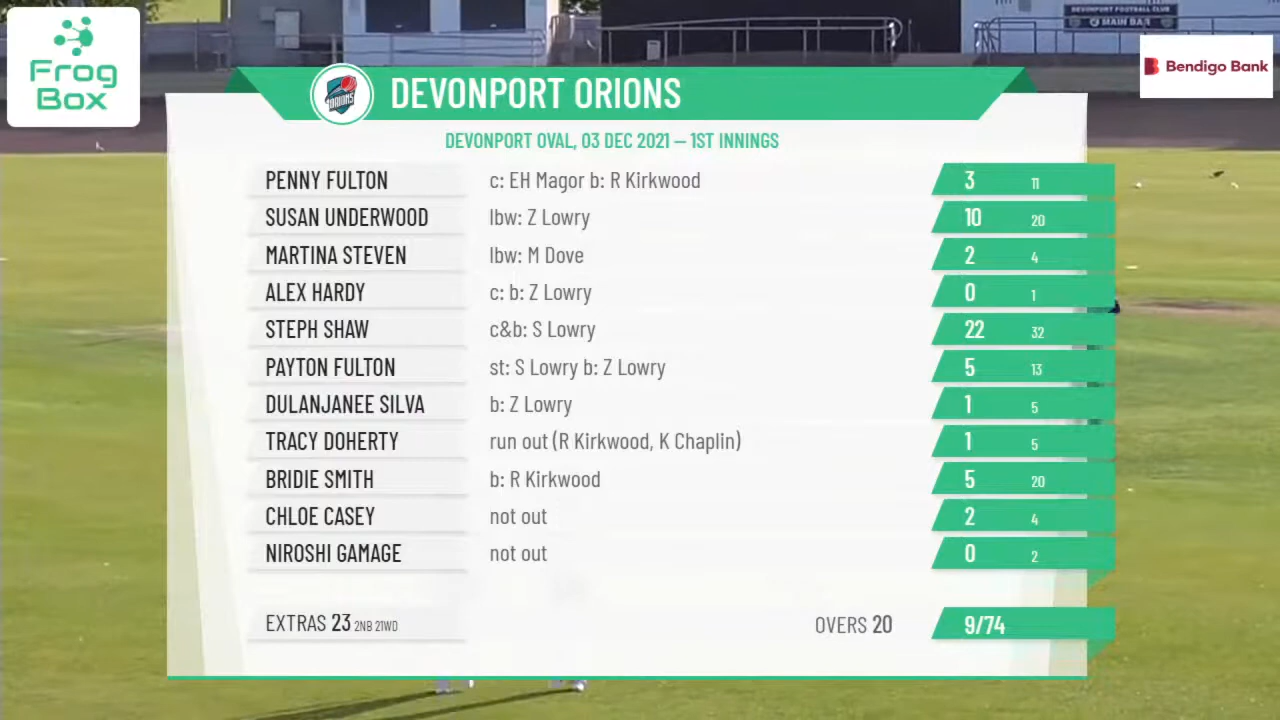 Frog
Box
DEVONPORT FOOTBALL CLUB
MAIN BAR
Bendigo Bank
ORIONS
DEVONPORT ORIONS
DEVONPORT OVAL, 03 DEC 2021 – 1ST INNINGS
PENNY FULTON c: EH Magor b: R Kirkwood 3 11
SUSAN UNDERWOOD lbw: Z Lowry 10 20
MARTINA STEVEN lbw: M Dove 2 4
ALEX HARDY c: b: Z Lowry 0 1
STEPH SHAW c&b: S Lowry 22 32
PAYTON FULTON st: S Lowry b: Z Lowry 5 13
DULANJANEE SILVA b: Z Lowry 1 5
TRACY DOHERTY run out (R Kirkwood, K Chaplin) 1 5
BRIDIE SMITH b: R Kirkwood 5 20
CHLOE CASEY not out 2 4
NIROSHI GAMAGE not out 0 2
EXTRAS 23 2NB 21WD OVERS 20 9/74